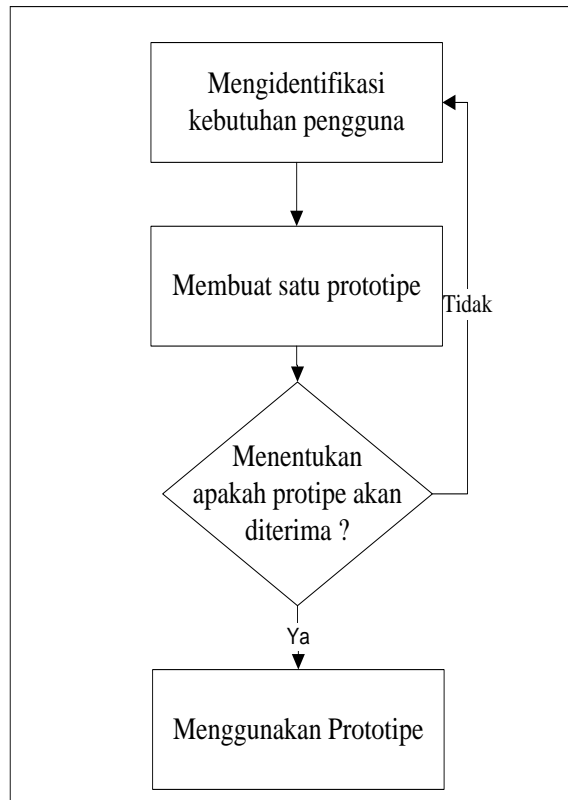 Mengidentifikasi
kebutuhan pengguna
Membuat satu prototipe
Tidak
Menentukan
apakah protipe akan
diterima ?
Ya
Menggunakan Prototipe